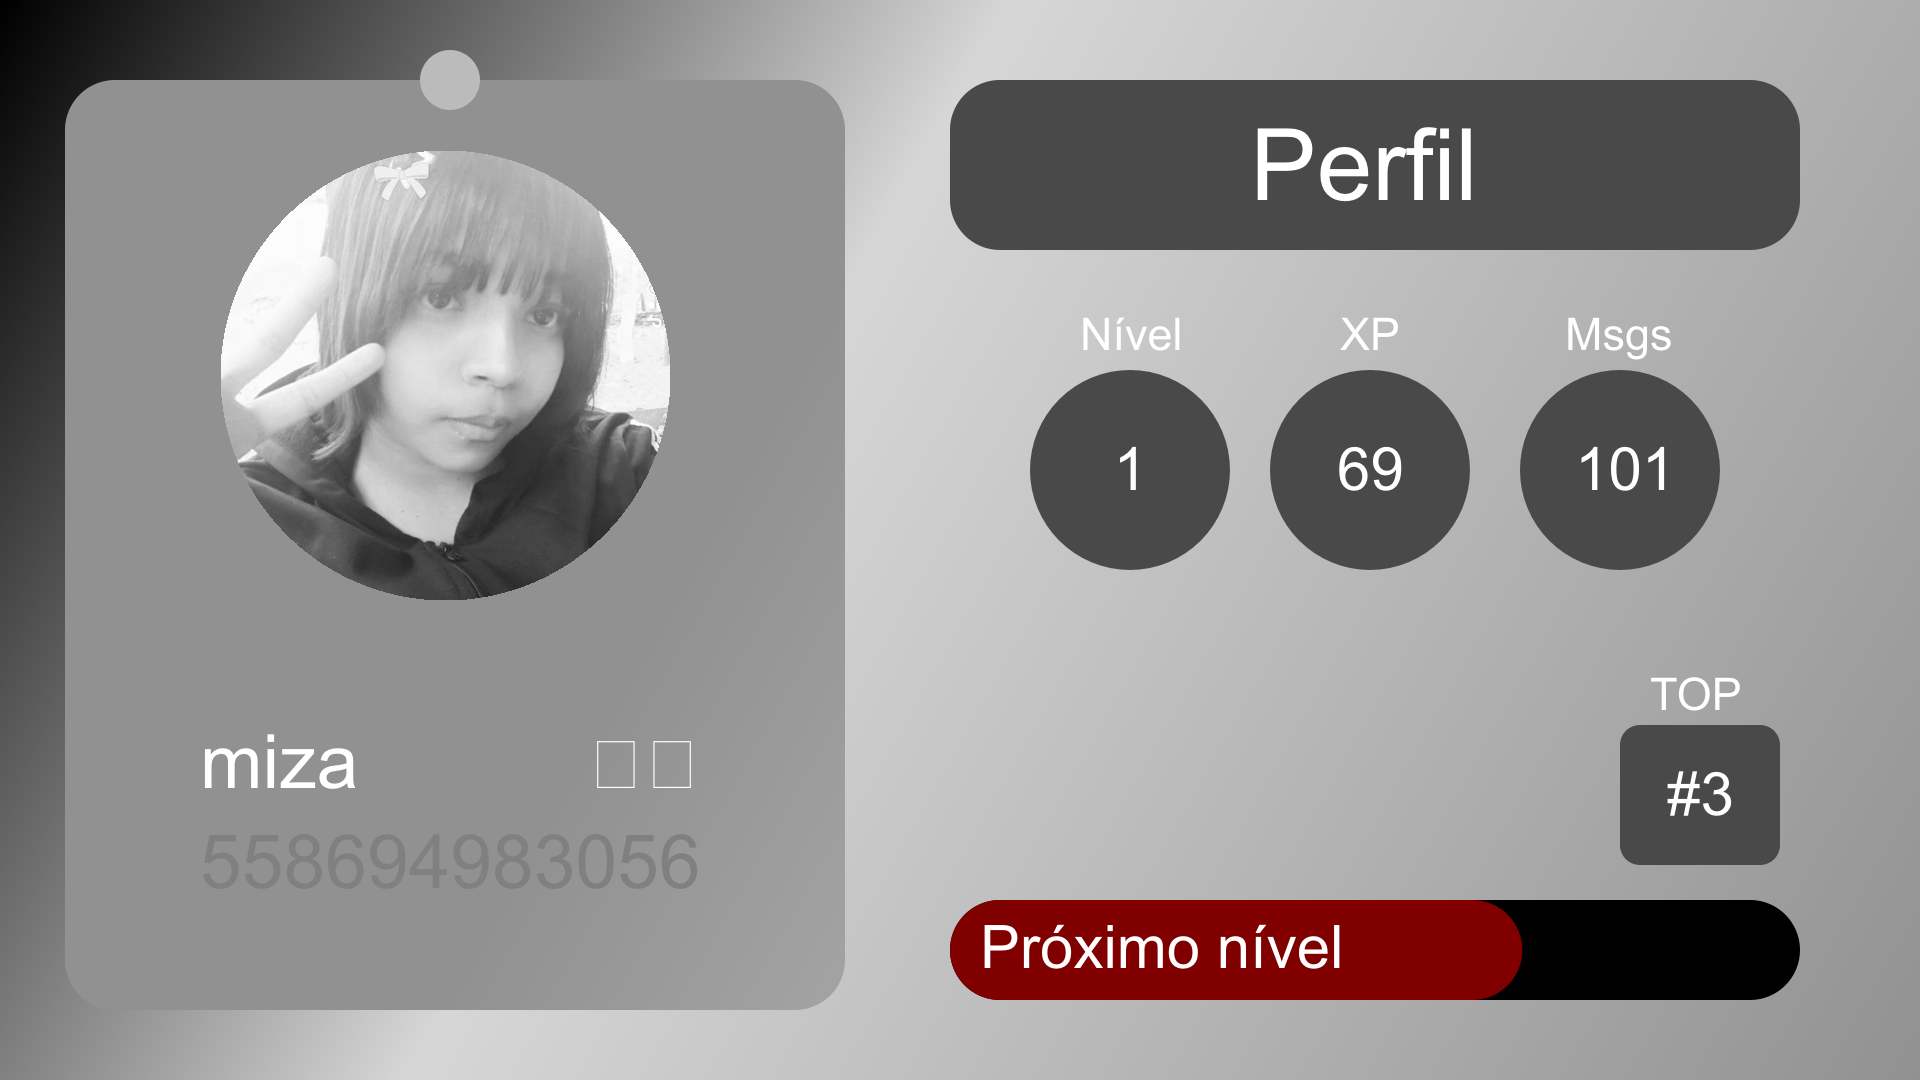 miza
558694983056
Perfil
Nível XP Msgs
1 69 101
TOP
#3
Próximo nível